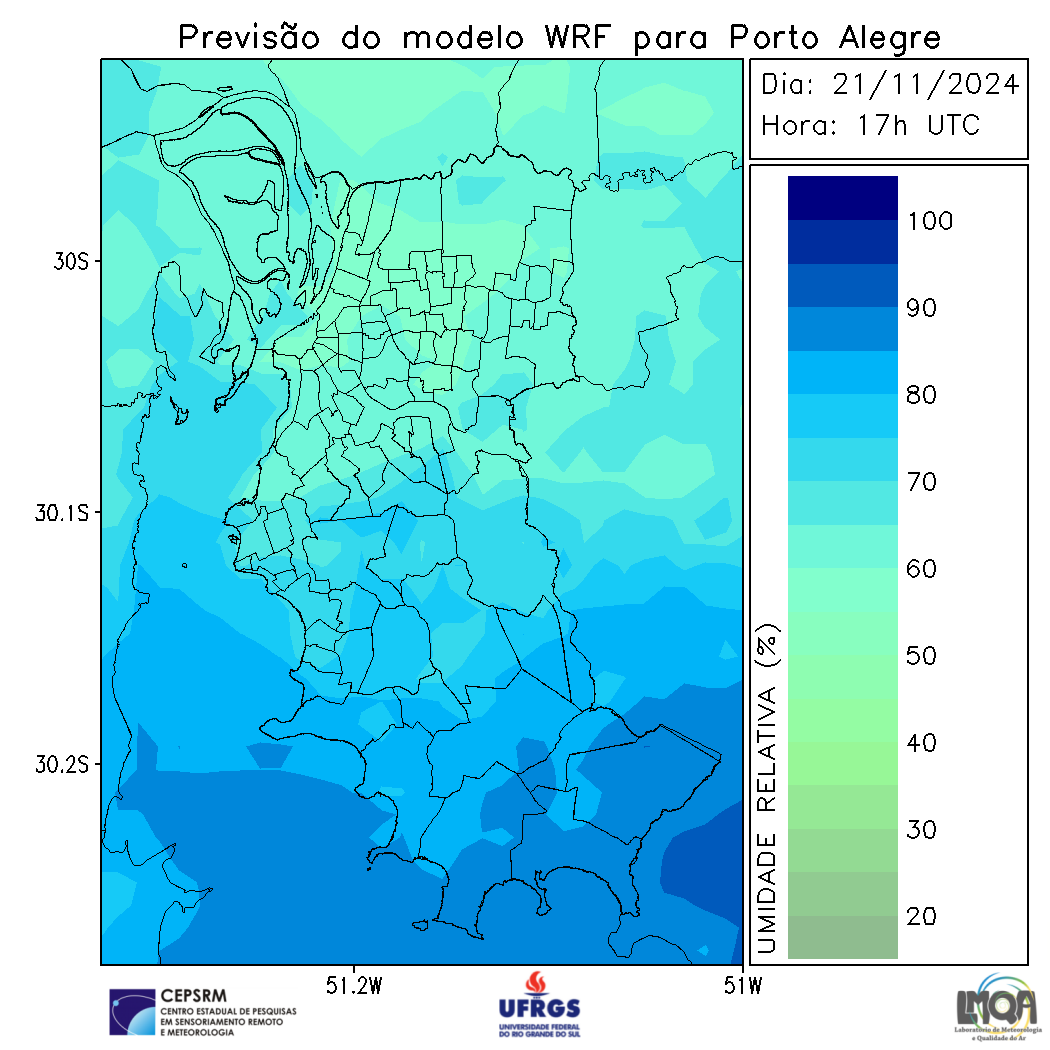 Previsão do modelo WRF para Porto Alegre
Dia: 21/11/2024
Hora: 17h UTC
30S
30.1S
30.2S
51.2W
51W
UMIDADE RELATIVA (%)
100
90
80
70
60
50
40
30
20
CEPSRM
CENTRO ESTADUAL DE PESQUISAS
EM SENSORIAMENTO REMOTO
E METEOROLOGIA
UFRGS
UNIVERSIDADE FEDERAL
DO RIO GRANDE DO SUL
LMQA
Laboratório de Meteorologia
e Qualidade do Ar